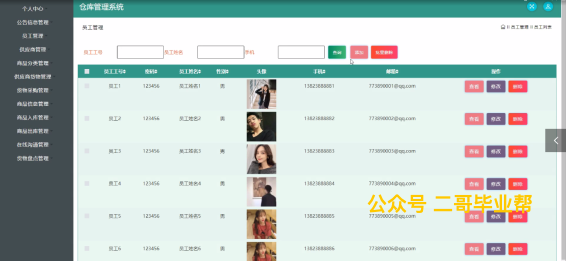 仓库管理系统
个人中心
公告信息管理
员工管理
供应商管理
商品分类管理
供应商货物管理
货物采购管理
商品信息管理
商品入库管理
商品出库管理
在线沟通管理
货物盘点管理
员工管理
员工管理 员工列表
员工工号 员工姓名 手机 查询 添加 批量删除
员工工号 密码 员工姓名 性别 头像 手机 邮箱 操作
员工1 123456 员工姓名1 男 13823888881 773890001@qq.com 查看 修改 删除
员工2 123456 员工姓名2 男 13823888882 773890002@qq.com 查看 修改 删除
员工3 123456 员工姓名3 男 13823888883 773890003@qq.com 查看 修改 删除
员工4 123456 员工姓名4 男 13823888884 773890004@qq.com 查看 修改 删除
公众号 二哥毕业帮
员工5 123456 员工姓名5 男 13823888885 773890005@qq.com 查看 修改 删除
员工6 123456 员工姓名6 男 13823888886 773890006@qq.com 查看 修改 删除